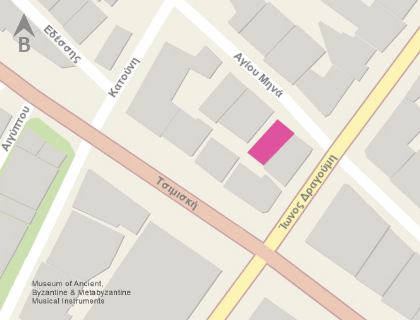 Β
Εδέσσης
Κατούνη
Αγίου Μηνά
Αιγύπτου
Τσιμισκή
Ίωνος Δραγούμη
Museum of Ancient,
Byzantine & Metabyzantine
Musical Instruments